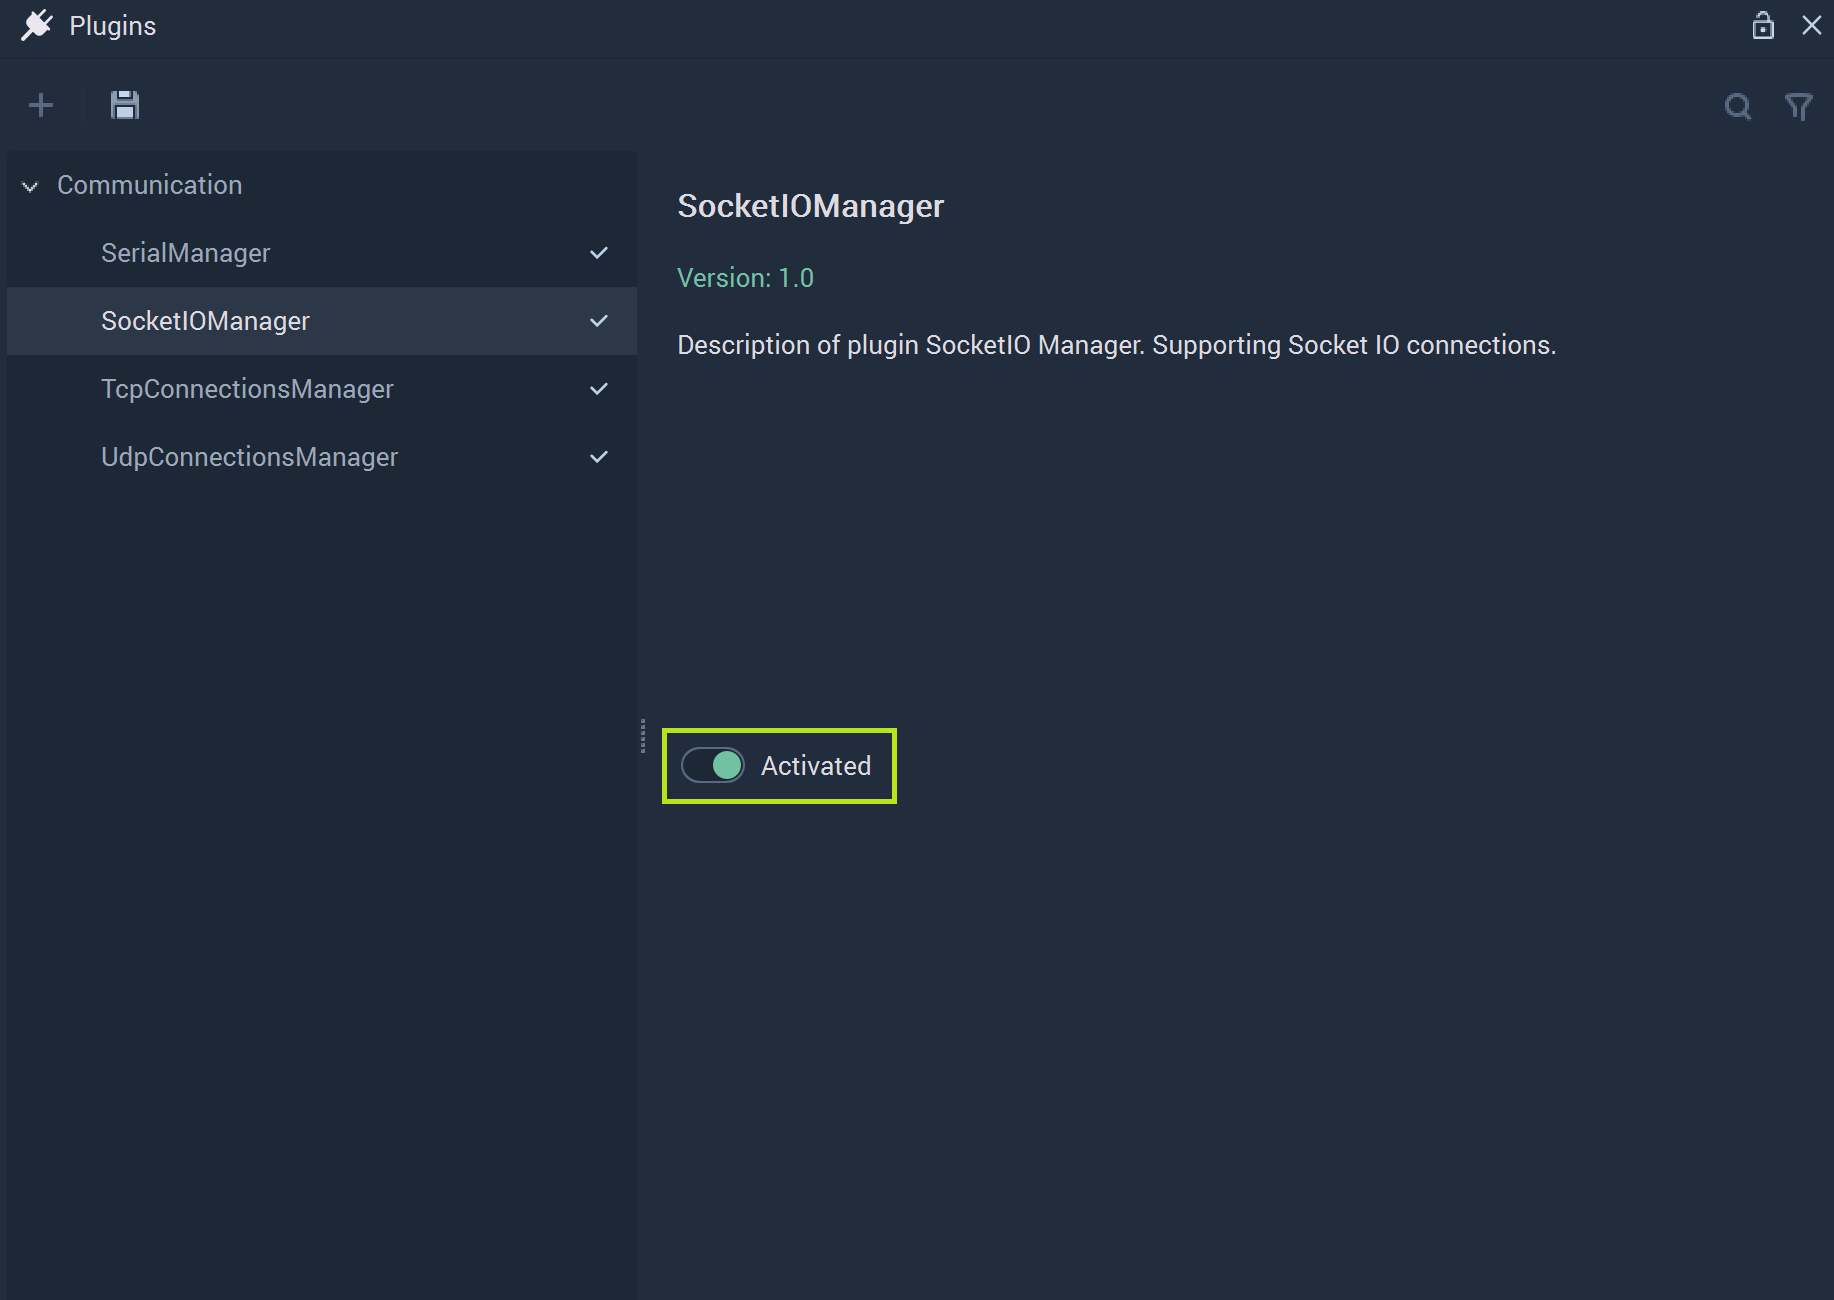 Plugins
Communication
SerialManager
SocketIOManager
TcpConnectionsManager
UdpConnectionsManager
SocketIOManager
Version: 1.0
Description of plugin SocketIO Manager. Supporting Socket IO connections.
Activated